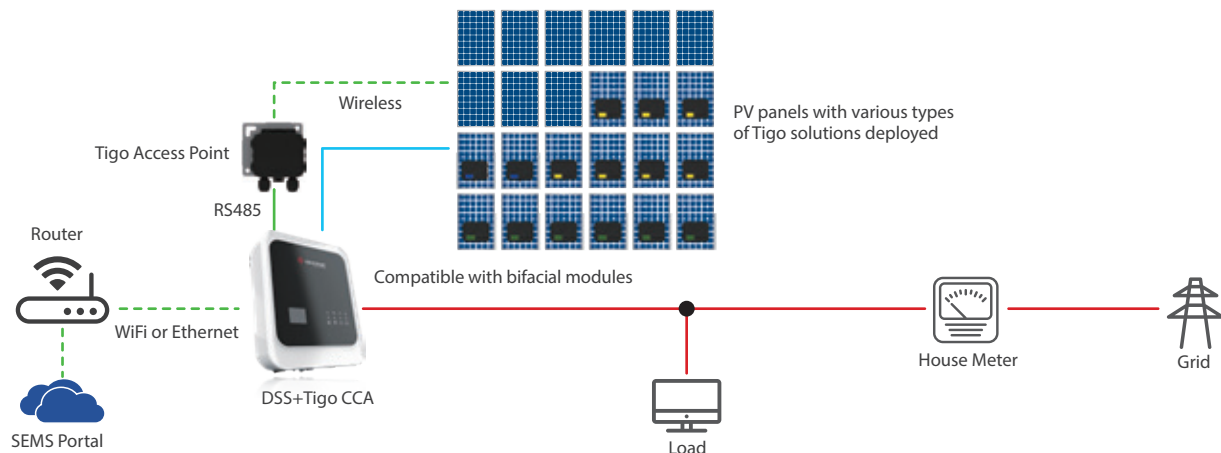 Wireless
PV panels with various types
of Tigo solutions deployed
Tigo Access Point
RS485
Router
Compatible with bifacial modules
WiFi or Ethernet
House Meter
Grid
DSS+Tigo CCA
SEMS Portal
Load